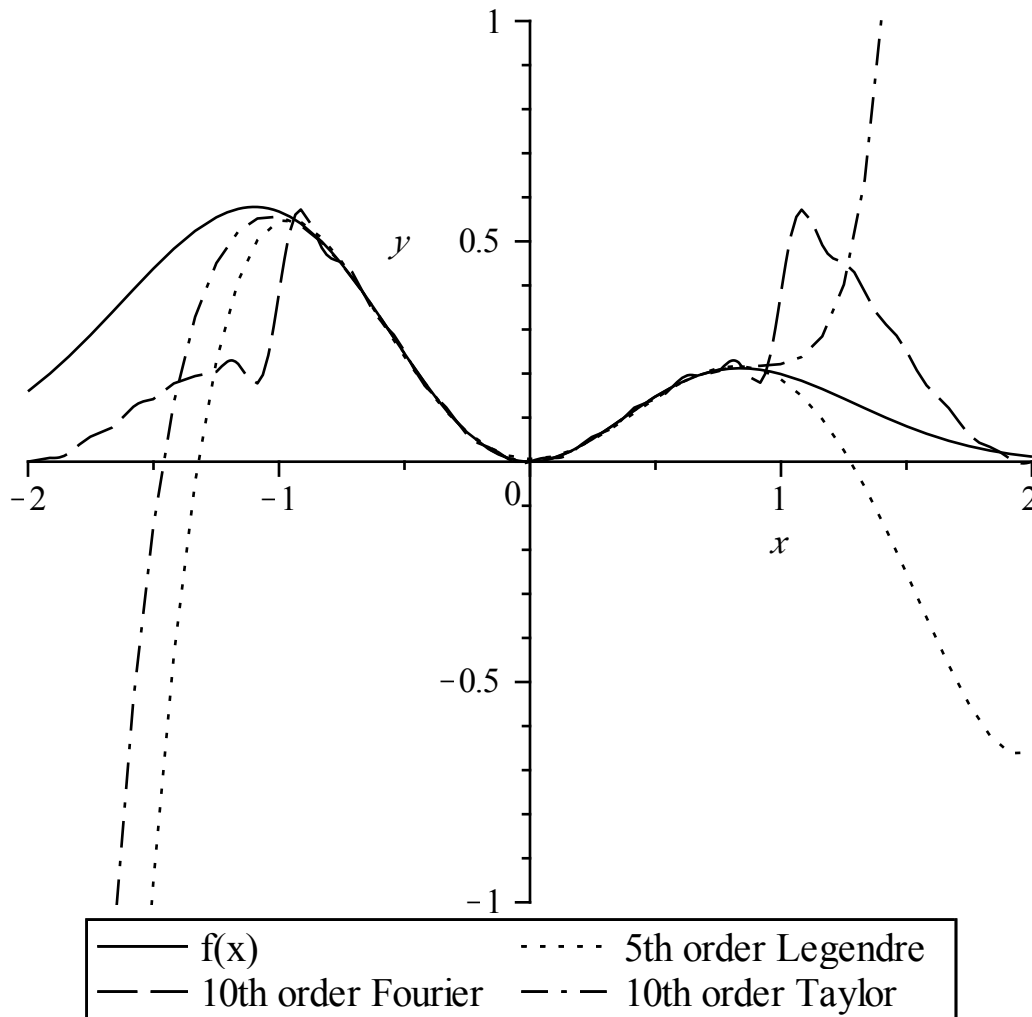 1
y
0.5
-2
-1
0
1
2
x
-0.5
-1
f(x)
5th order Legendre
10th order Fourier
10th order Taylor